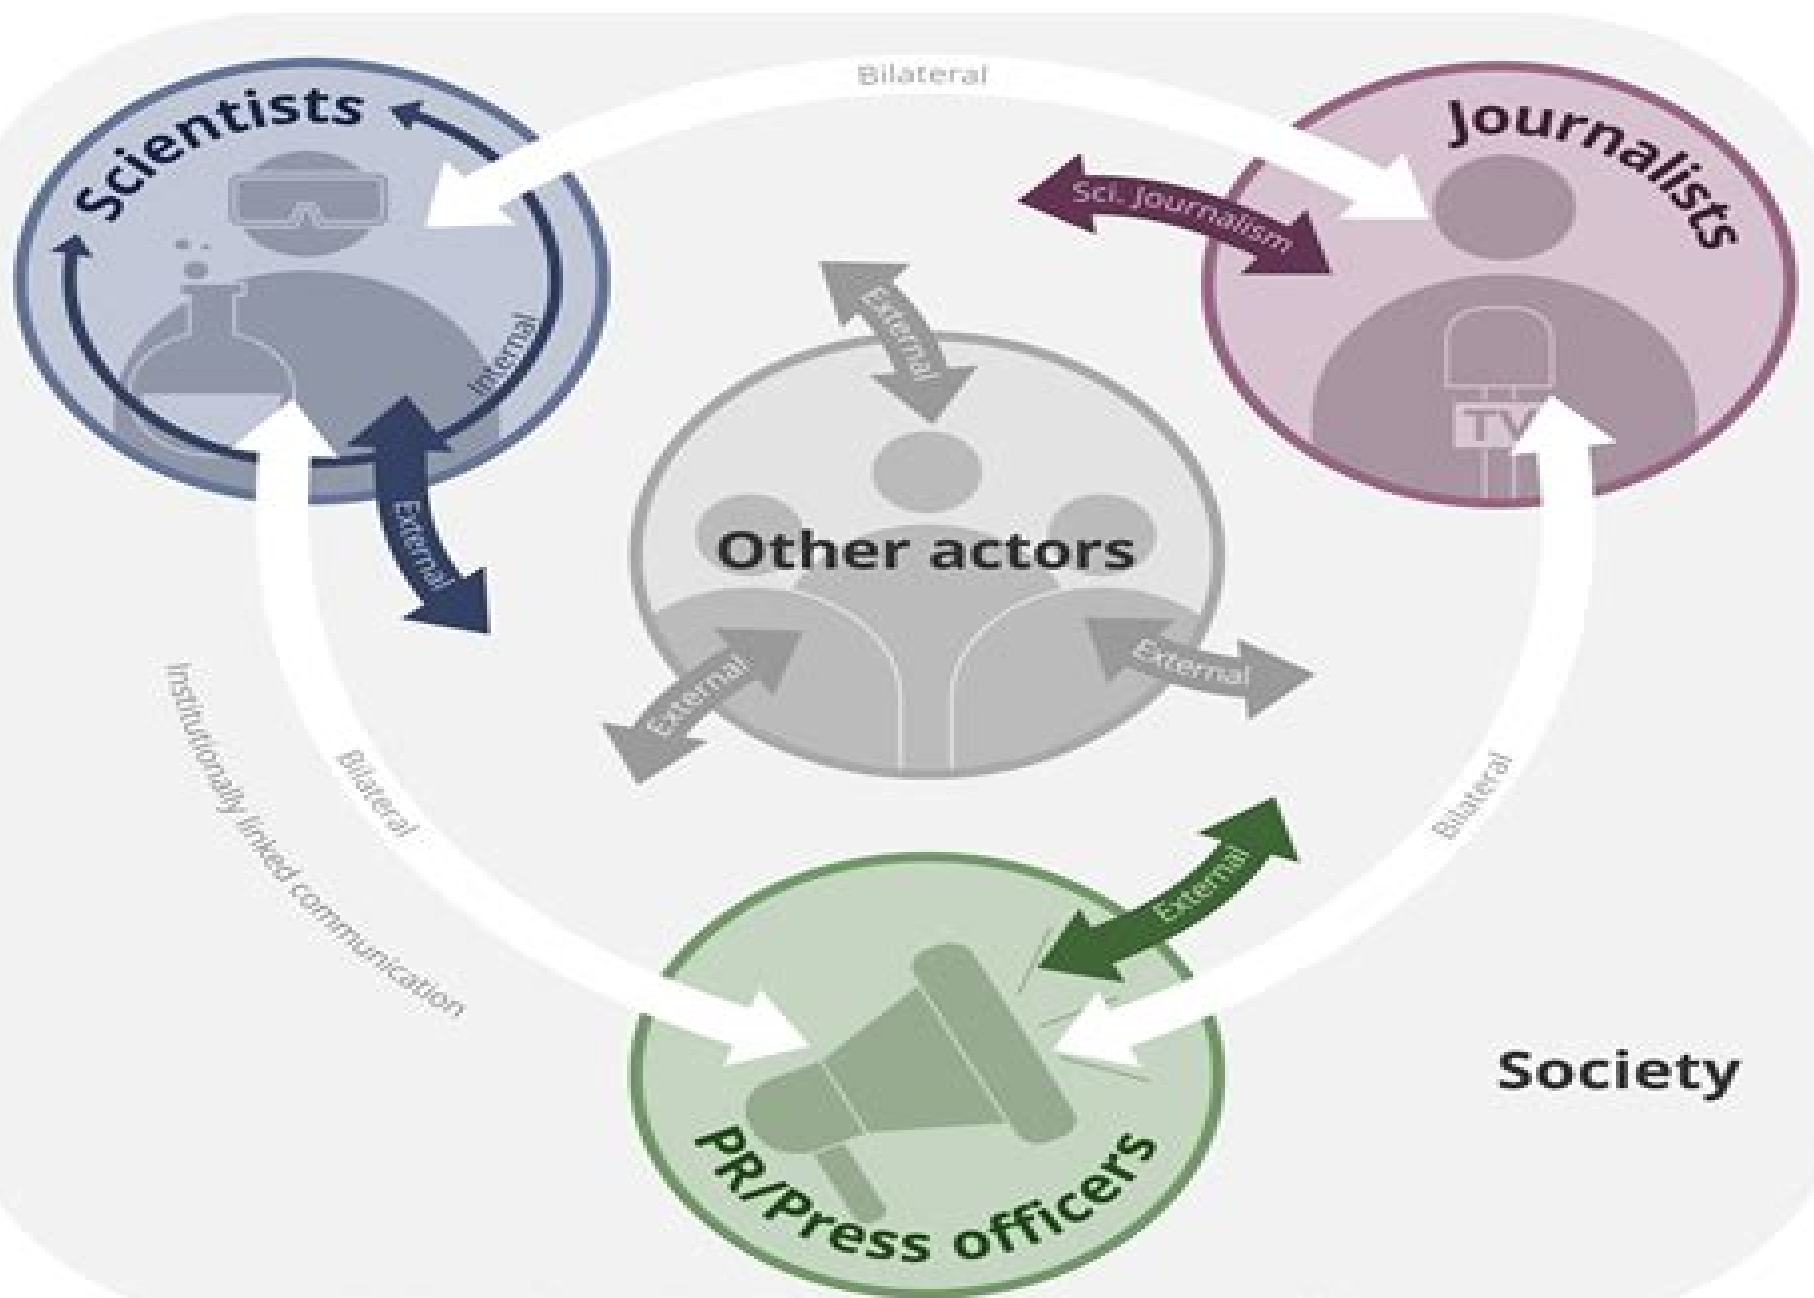 Bilateral
Scientists
Journalists
Sci. Journalism
External
Internal
TV
External
Other actors
External
External
Institutionally linked communication
Bilateral
Bilateral
External
Society
PR/Press officers